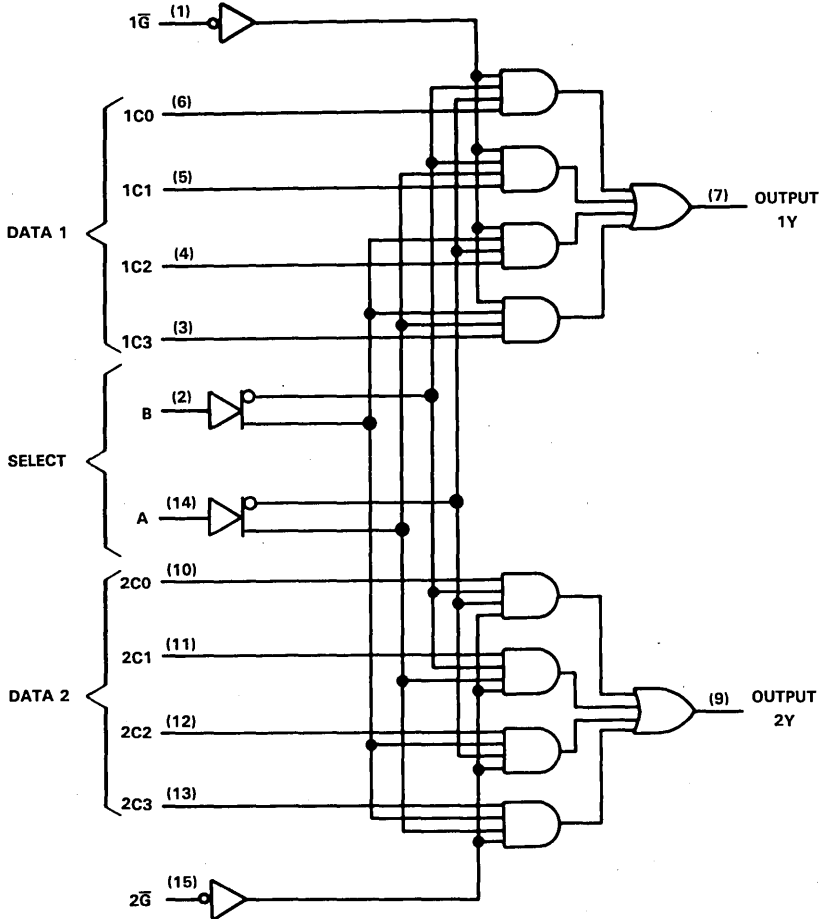 1G̅ (1)
1C0 (6)
1C1 (5)
DATA 1
1C2 (4)
1C3 (3)
(7) OUTPUT
1Y
B (2)
SELECT
A (14)
2C0 (10)
2C1 (11)
DATA 2
2C2 (12)
2C3 (13)
(9) OUTPUT
2Y
2G̅ (15)